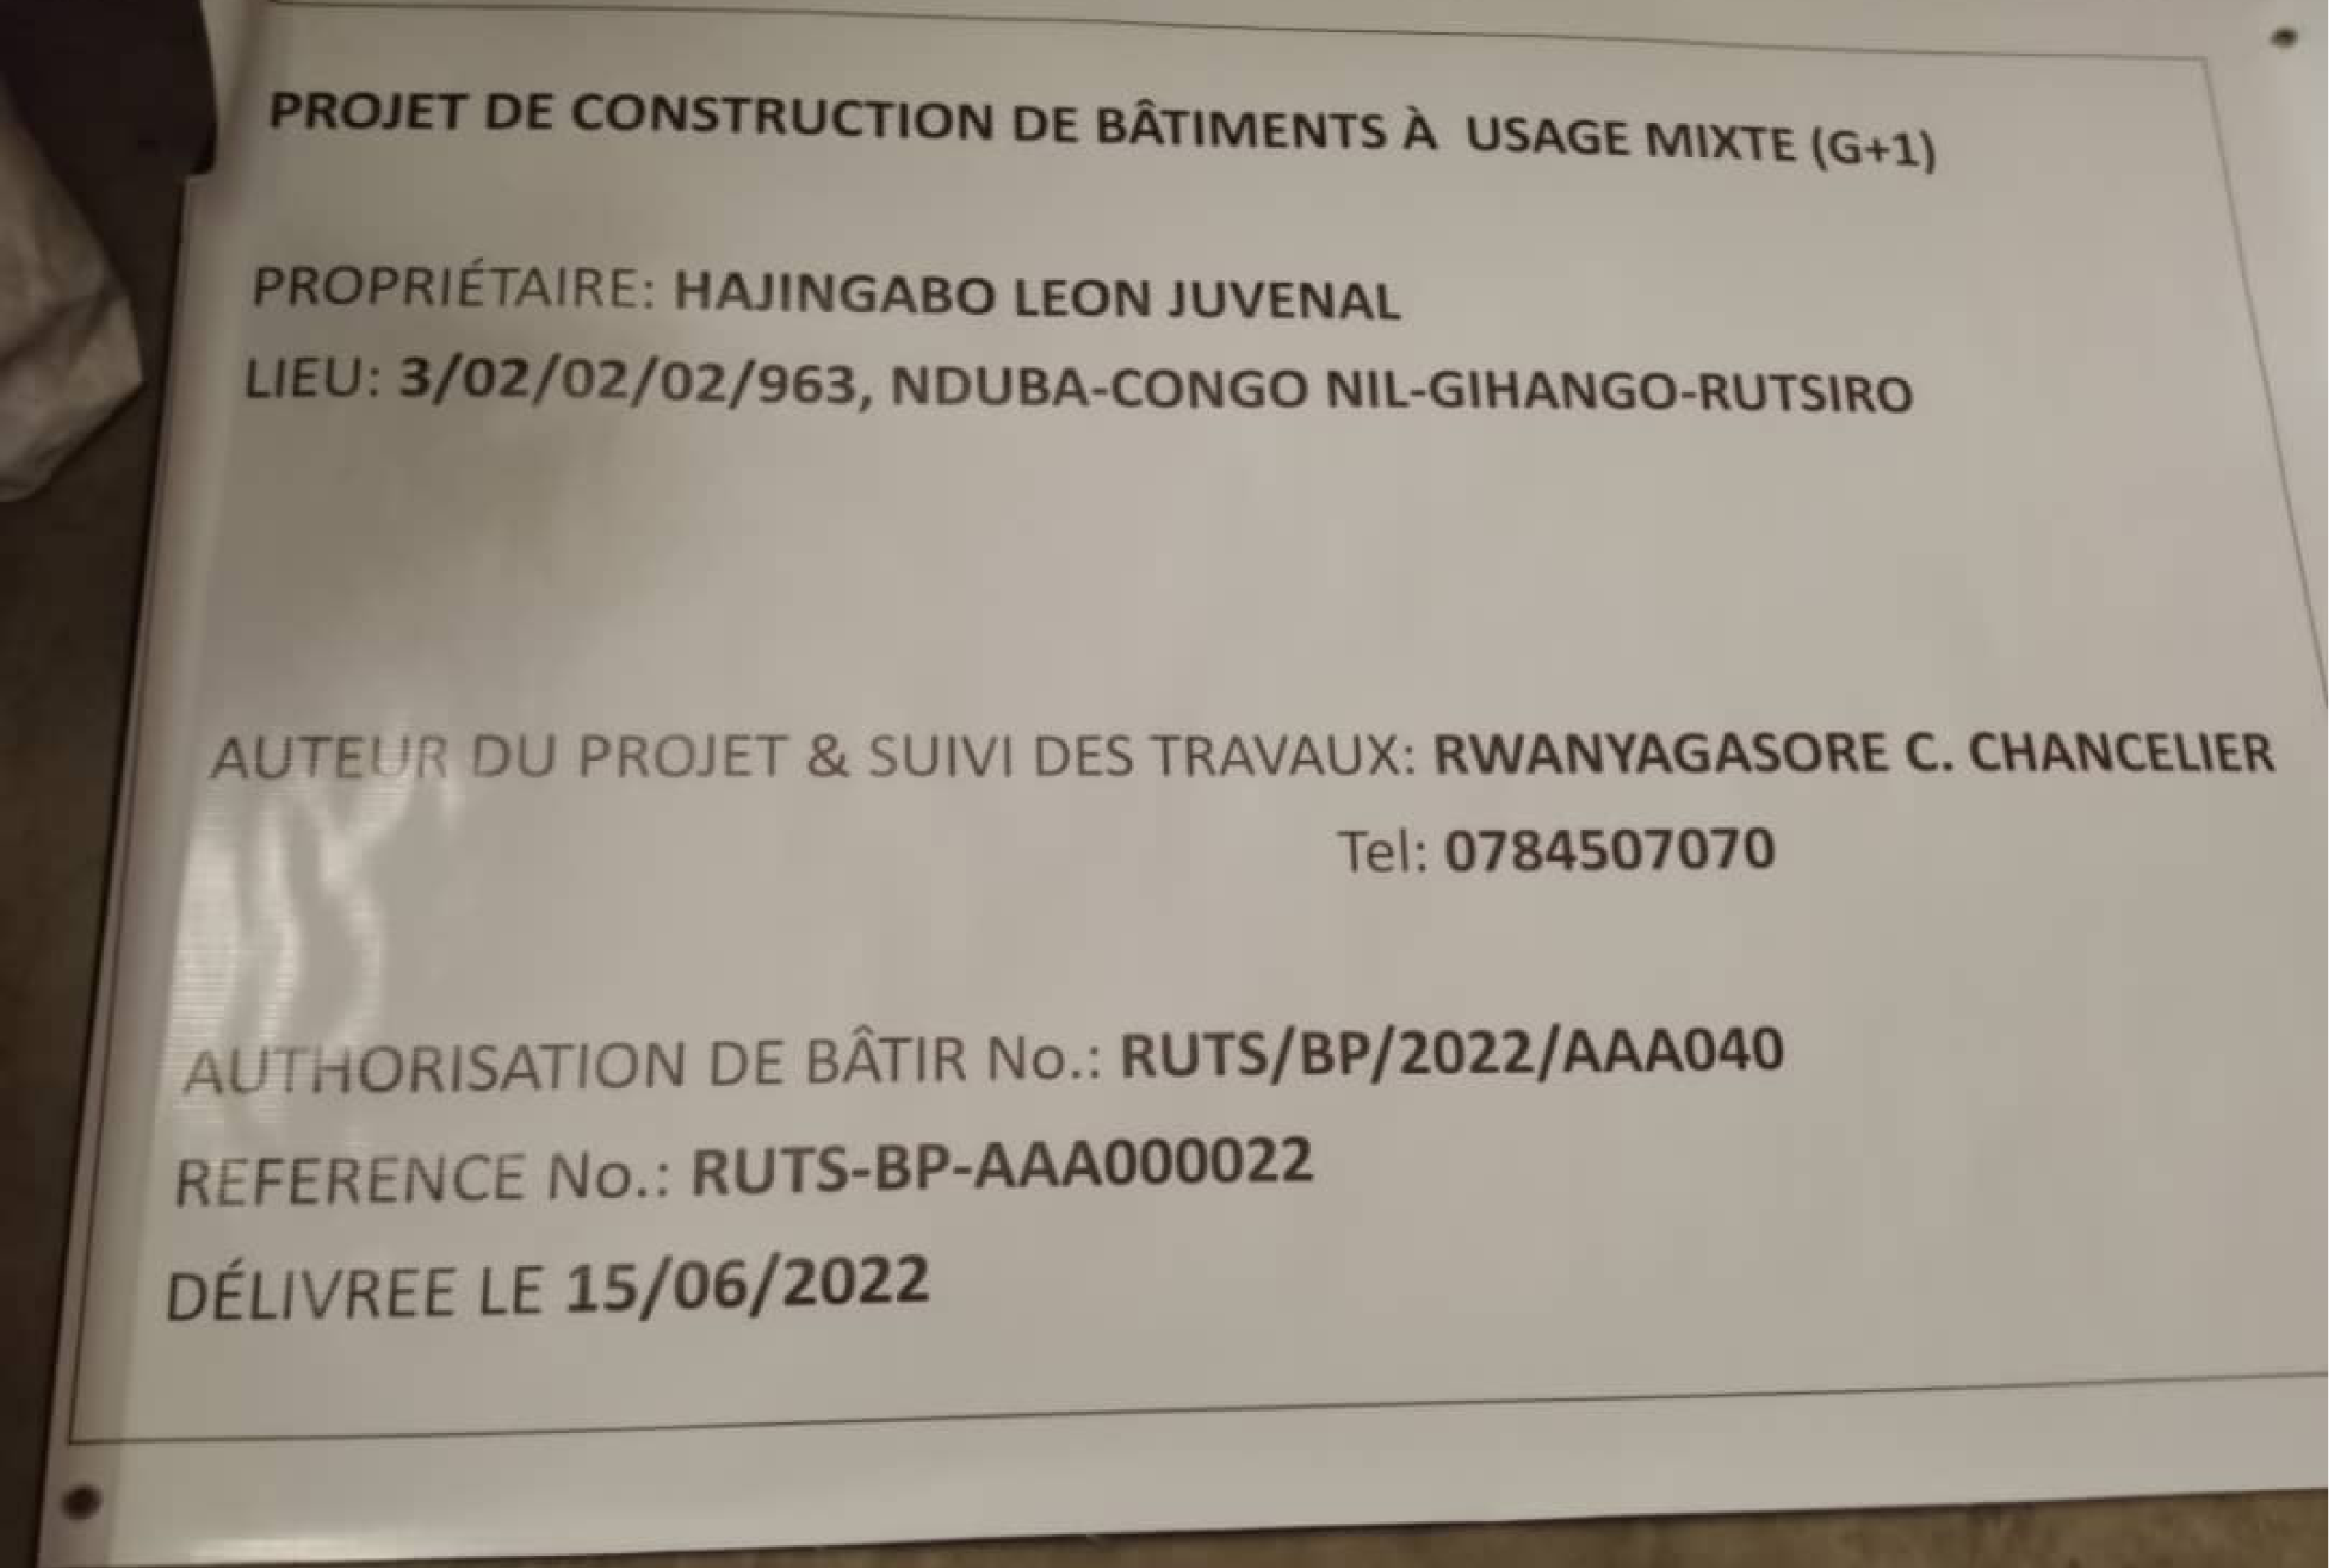 PROJET DE CONSTRUCTION DE BÂTIMENTS À USAGE MIXTE (G+1)
PROPRIÉTAIRE: HAJINGABO LEON JUVENAL
LIEU: 3/02/02/02/963, NDUBA-CONGO NIL-GIHANGO-RUTSIRO
AUTEUR DU PROJET & SUIVI DES TRAVAUX: RWANYAGASORE C. CHANCELIER
Tel: 0784507070
AUTHORISATION DE BÂTIR No.: RUTS/BP/2022/AAA040
REFERENCE No.: RUTS-BP-AAA000022
DÉLIVREE LE 15/06/2022